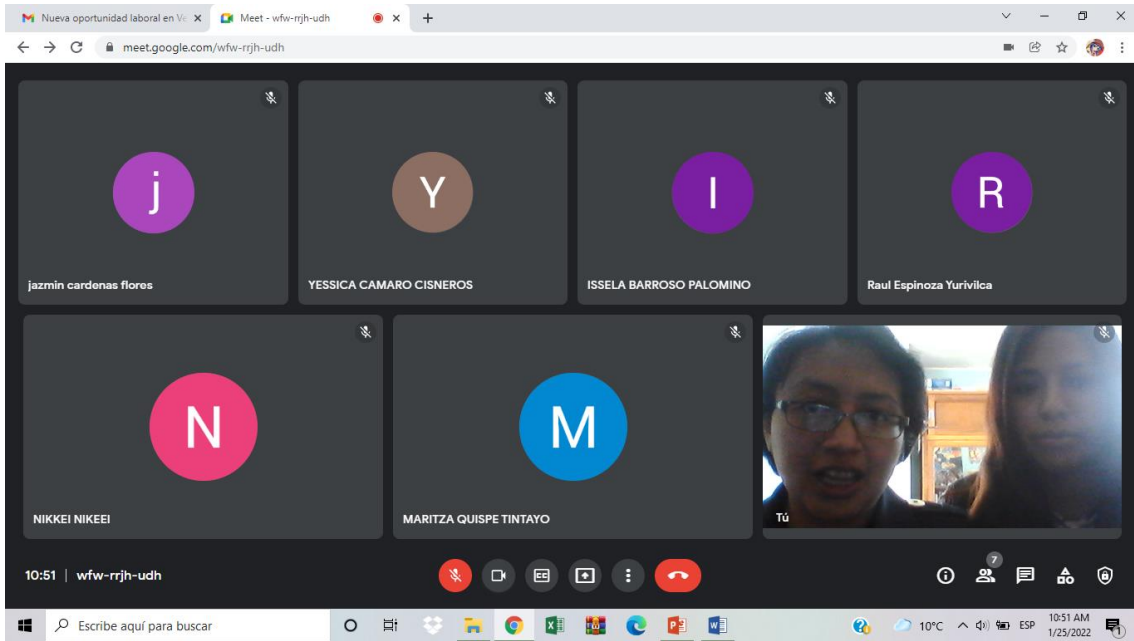 Nueva oportunidad laboral en Ve
Meet - wfw-rrjh-udh
meet.google.com/wfw-rrjh-udh
j
jazmin cardenas flores
Y
YESSICA CAMARO CISNEROS
I
ISSELA BARROSO PALOMINO
R
Raul Espinoza Yurivilca
N
NIKKEI NIKEEI
M
MARITZA QUISPE TINTAYO
Tú
10:51 | wfw-rrjh-udh
CC
7
Escribe aquí para buscar
10°C
ESP
10:51 AM
1/25/2022
1